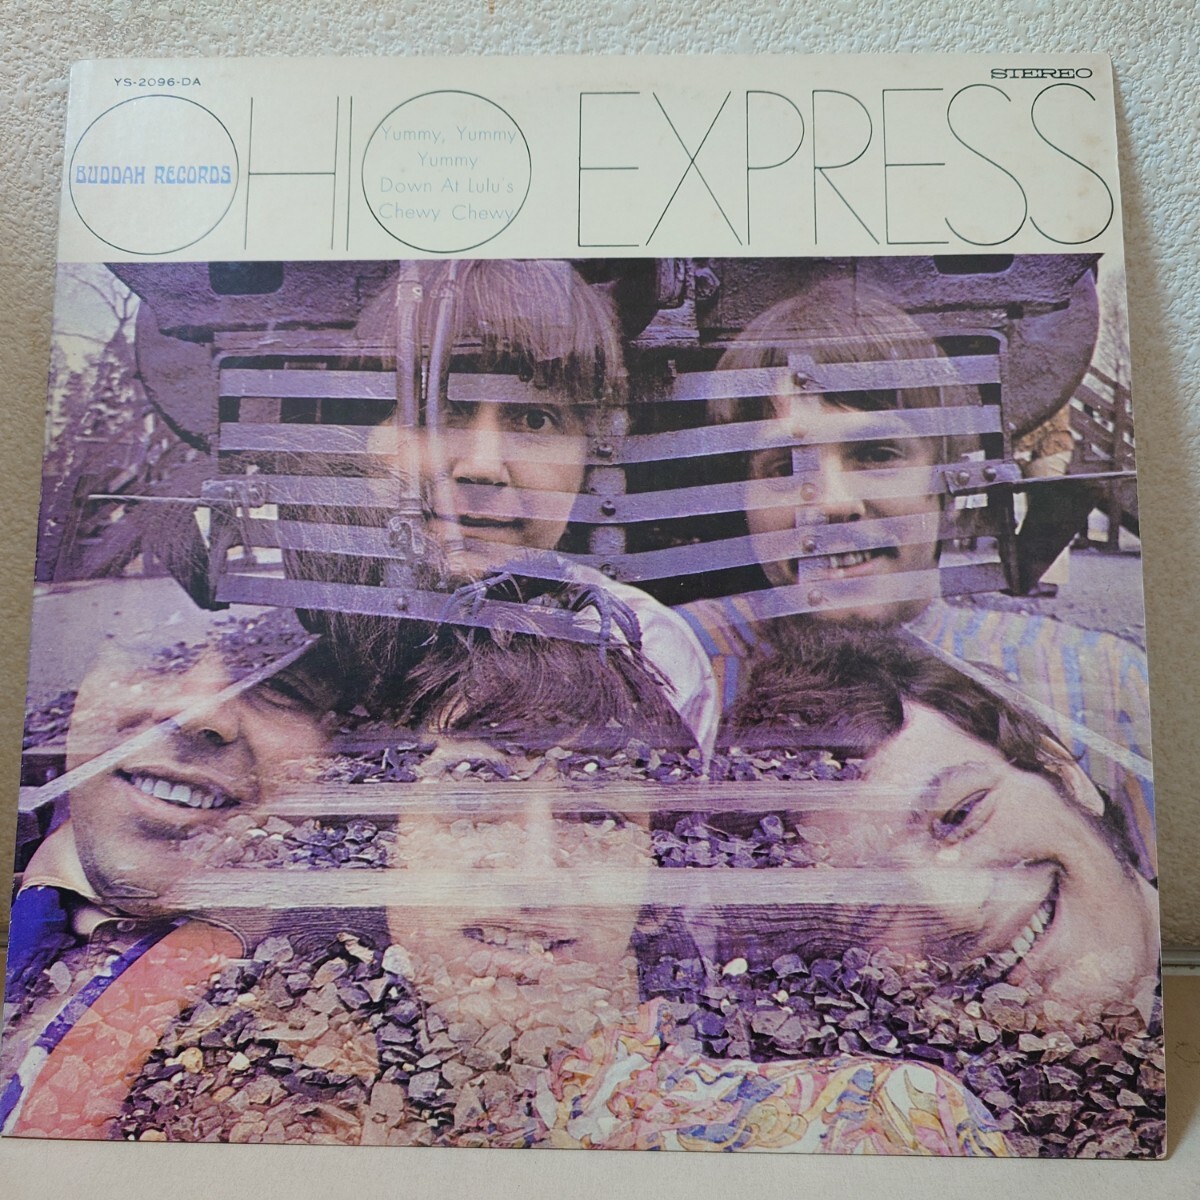 YS-2096-DA
STEREO
OHIO EXPRESS
BUDDAH RECORDS
Yummy, Yummy
Yummy
Down At Lulu's
Chewy Chewy